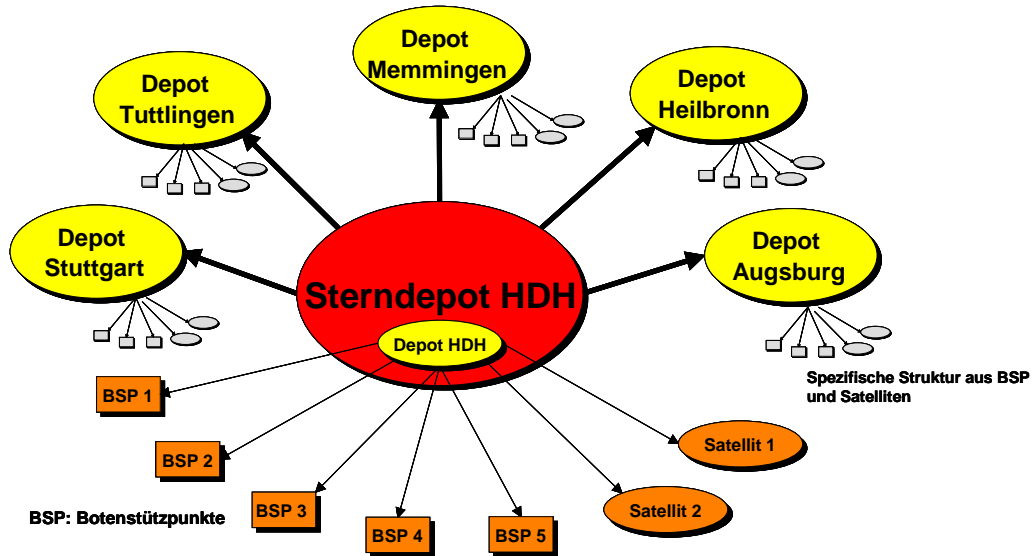 Depot
Memmingen
Depot
Tuttlingen
Depot
Heilbronn
Depot
Stuttgart
Depot
Augsburg
Sterndepot HDH
Depot HDH
Spezifische Struktur aus BSP
und Satelliten
BSP 1
BSP 2
BSP 3
BSP 4
BSP 5
Satellit 1
Satellit 2
BSP: Botenstützpunkte